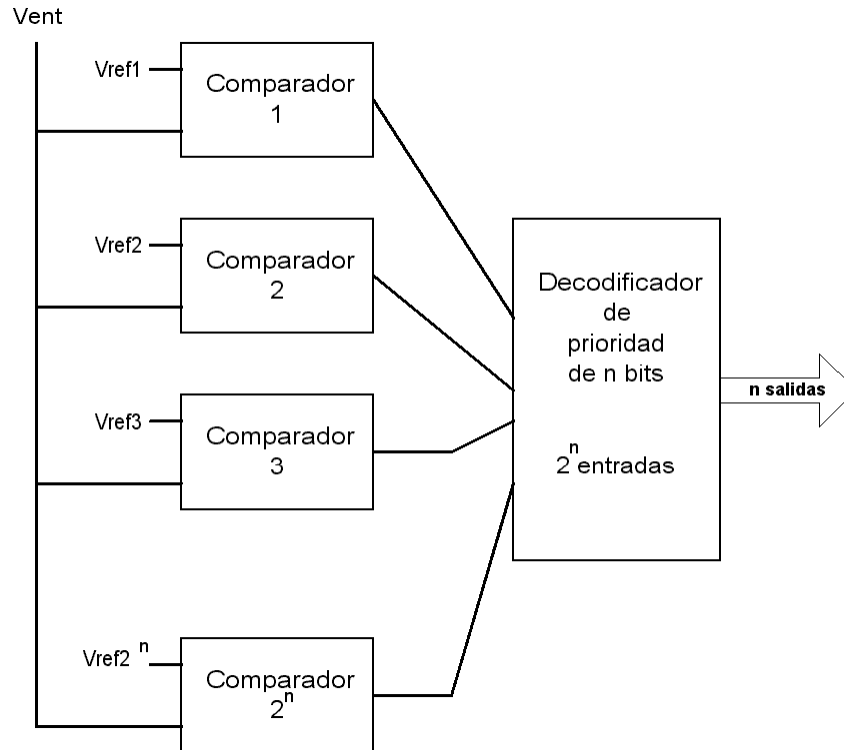 Vent
Vref1
Comparador
1
Vref2
Comparador
2
Vref3
Comparador
3
Vref2 n
Comparador
2n
Decodificador
de
prioridad
de n bits
2n entradas
n salidas